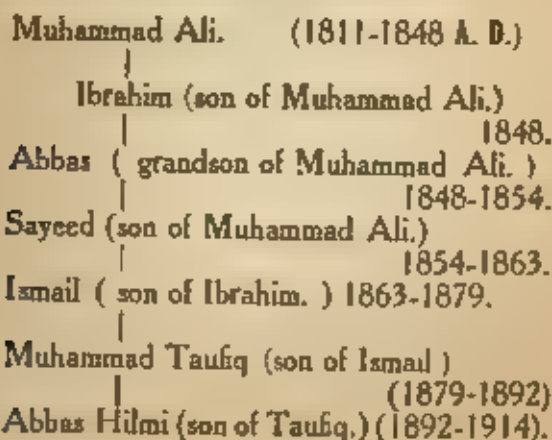 Muhammad Ali. (1811-1848 A. D.)
Ibrahim (son of Muhammad Ali.)
1848.
Abbas ( grandson of Muhammad Ali. )
1848-1854.
Sayeed (son of Muhammad Ali.)
1854-1863.
Ismail ( son of Ibrahim. ) 1863-1879.
Muhammad Taufiq (son of Ismail )
(1879-1892)
Abbas Hilmi (son of Taufiq.) (1892-1914).